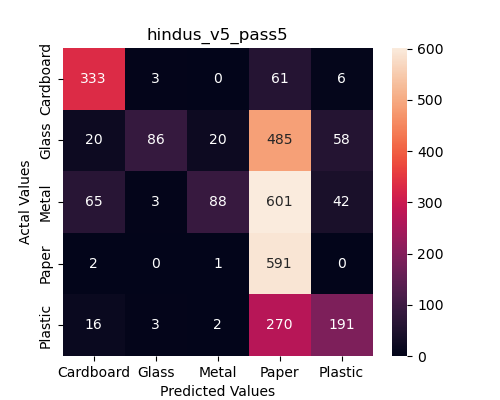 hindus_v5_pass5
Actal Values
Cardboard 333 3 0 61 6
Glass 20 86 20 485 58
Metal 65 3 88 601 42
Paper 2 0 1 591 0
Plastic 16 3 2 270 191
Cardboard Glass Metal Paper Plastic
Predicted Values
600
500
400
300
200
100
0